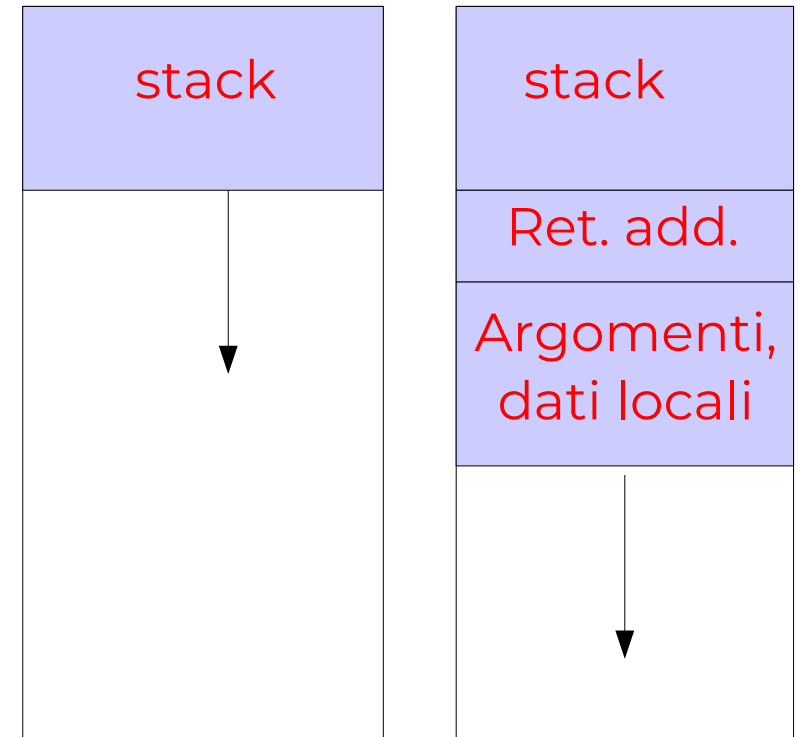 stack
stack
Ret. add.
Argomenti,
dati locali